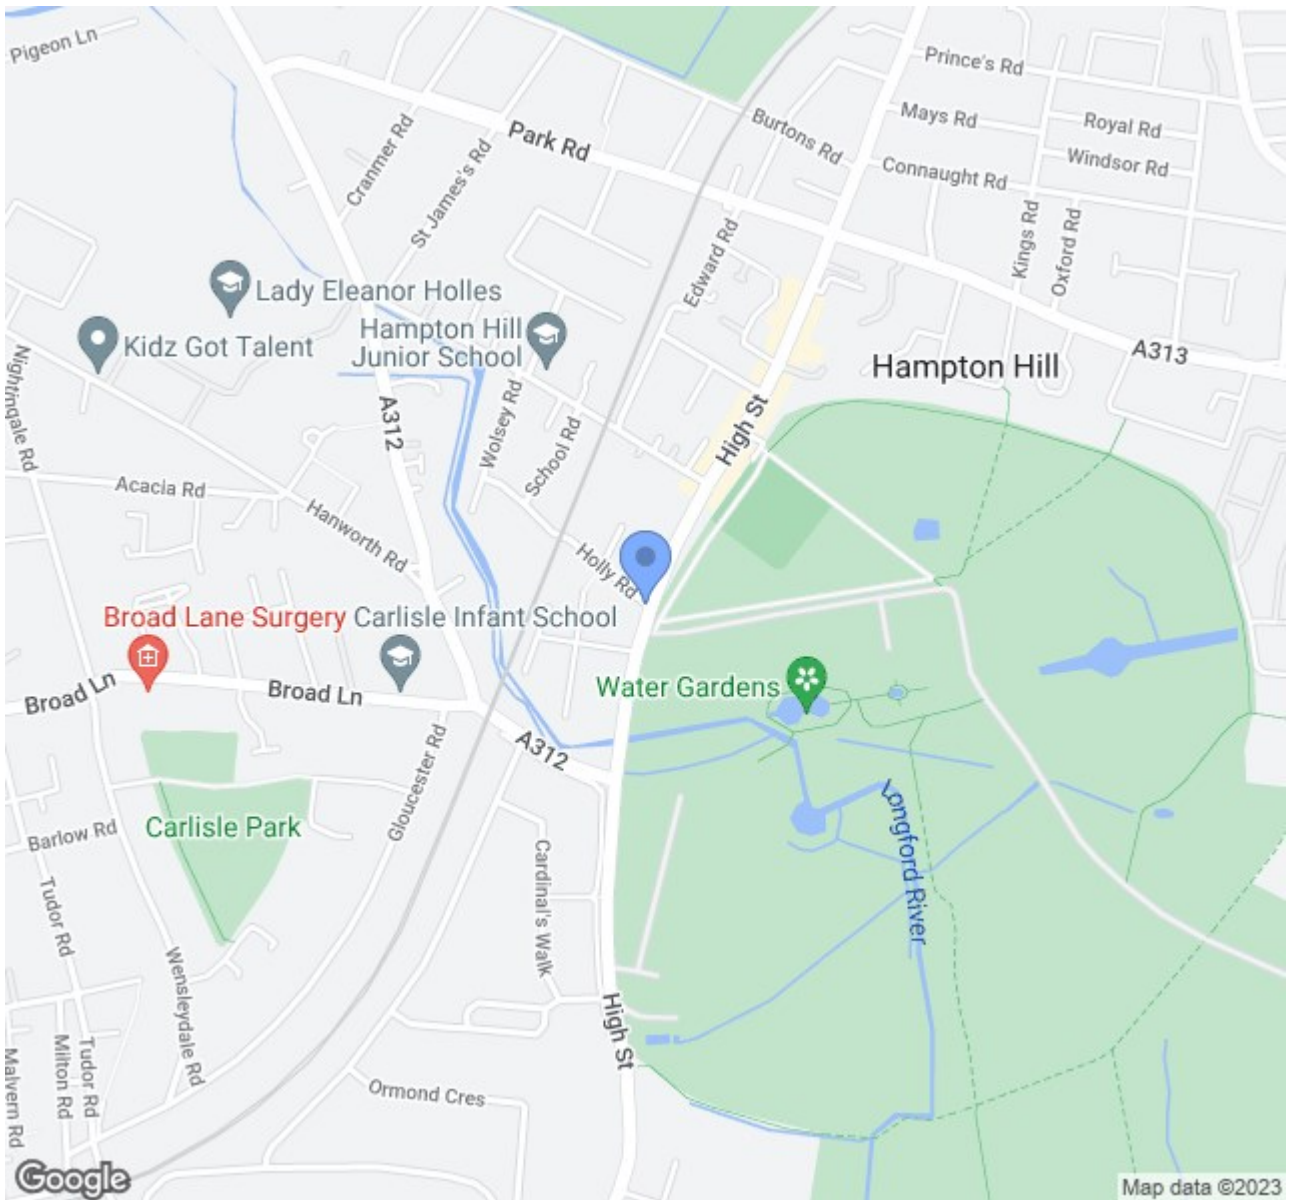 Pigeon Ln
Prince's Rd
Mays Rd
Royal Rd
Burtons Rd
Park Rd
Windsor Rd
Connaught Rd
Cranmer Rd
St James's Rd
Kings Rd
Oxford Rd
Edward Rd
Lady Eleanor Holles
Hampton Hill
Junior School
Kidz Got Talent
A313
Hampton Hill
Nightingale Rd
A312
Wolsey Rd
School Rd
High St
Acacia Rd
Hanworth Rd
Holly Rd
Broad Lane Surgery
Carlisle Infant School
Water Gardens
Broad Ln
Broad Ln
A312
Gloucester Rd
Longford River
Barlow Rd
Carlisle Park
Cardinal's Walk
Tudor Rd
Wensleydale Rd
High St
Malvern Rd
Milton Rd
Tudor Rd
Ormond Cres
Google
Map data ©2023